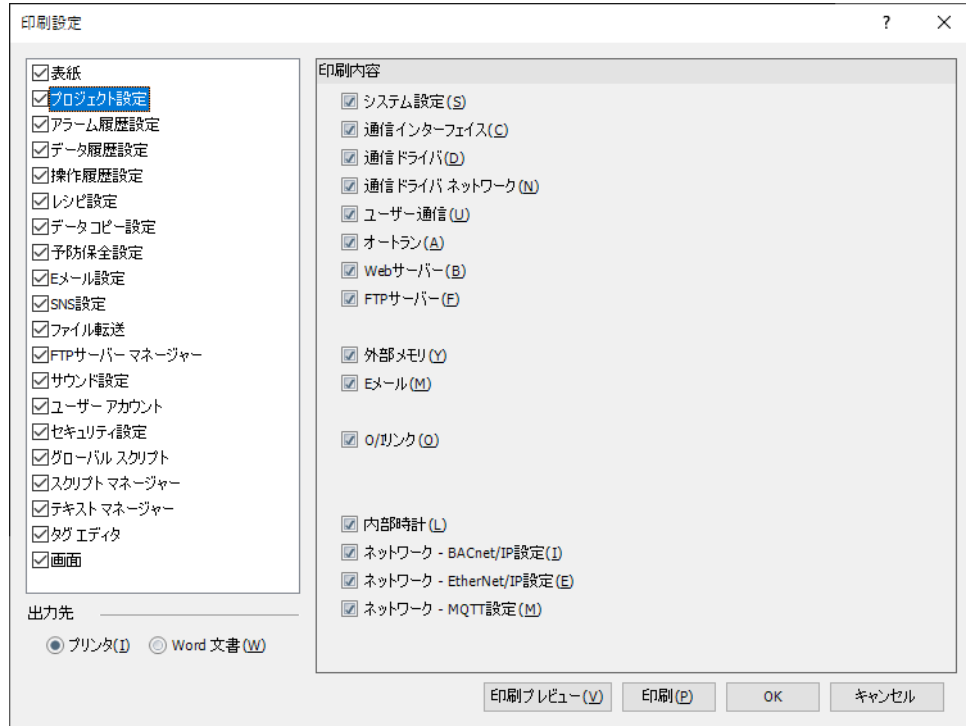 印刷設定
?
表紙
プロジェクト設定
アラーム履歴設定
データ履歴設定
操作履歴設定
レシピ設定
データ コピー設定
予防保全設定
Eメール設定
SNS設定
ファイル転送
FTPサーバー マネージャー
サウンド設定
ユーザー アカウント
セキュリティ設定
グローバル スクリプト
スクリプト マネージャー
テキスト マネージャー
タグ エディタ
画面
出力先
プリンタ(I)
Word 文書(W)
印刷内容
システム設定(S)
通信インターフェイス(C)
通信ドライバ(D)
通信ドライバ ネットワーク(N)
ユーザー通信(U)
オートラン(A)
Webサーバー(B)
FTPサーバー(F)
外部メモリ(Y)
Eメール(M)
O/Iリンク(O)
内部時計(L)
ネットワーク - BACnet/IP設定(I)
ネットワーク - EtherNet/IP設定(E)
ネットワーク - MQTT設定(M)
印刷プレビュー(V)
印刷(P)
OK
キャンセル